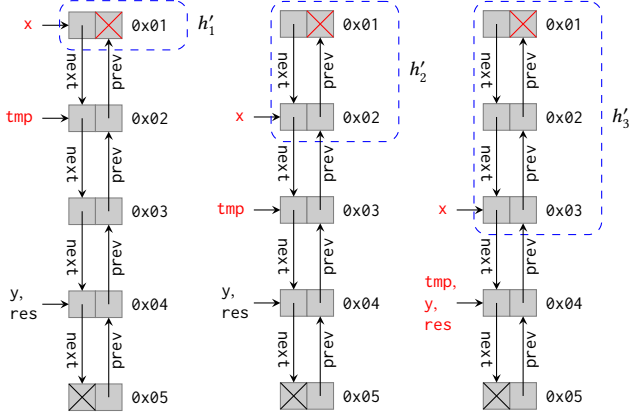 x
0x01
h′₁
next
prev
tmp
0x02
next
prev
0x03
next
prev
y,
res
0x04
next
prev
0x05
0x01
h′₂
next
prev
x
0x02
next
prev
tmp
0x03
next
prev
y,
res
0x04
next
prev
0x05
0x01
next
prev
0x02
h′₃
next
prev
x
0x03
next
prev
tmp,
y,
res
0x04
next
prev
0x05